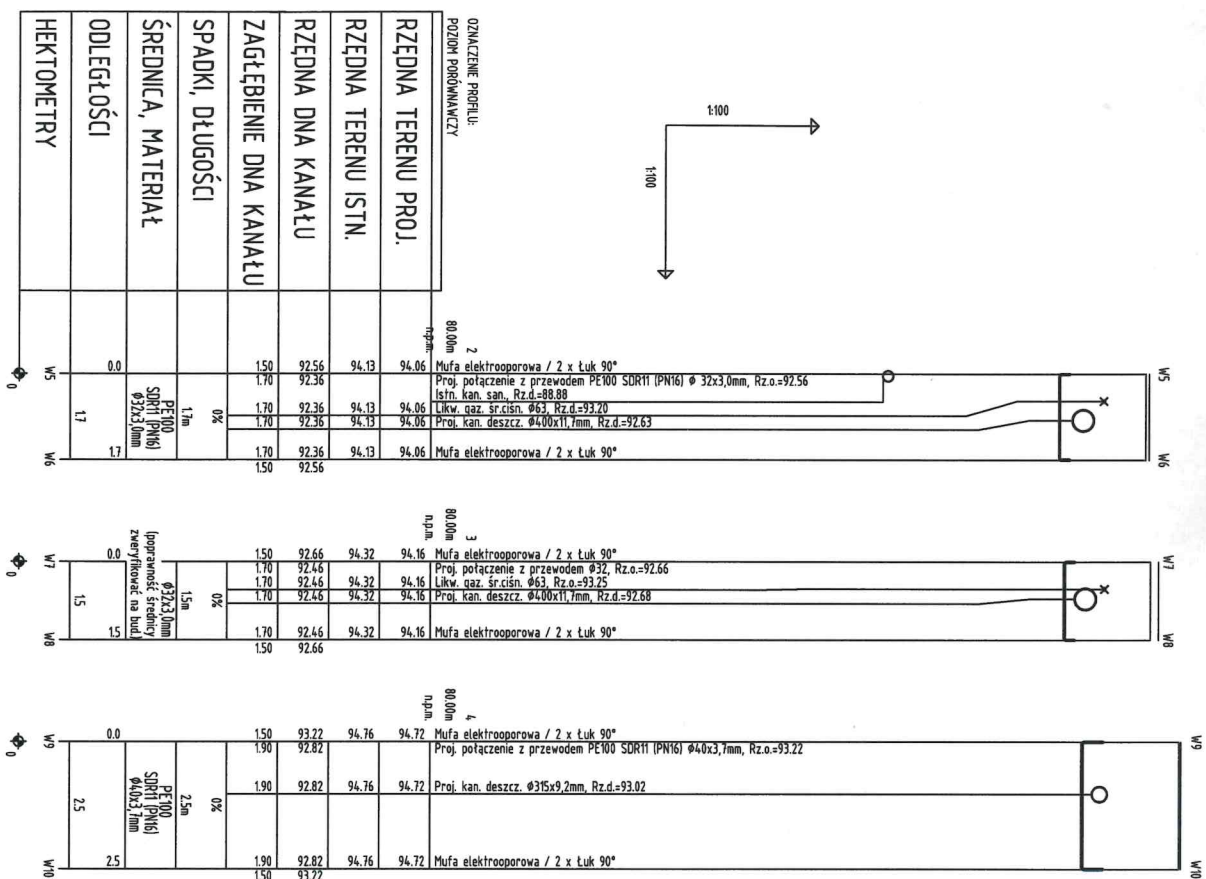 1:100
1:100
OZNACZENIE PROFILU:
POZIOM PORÓWNAWCZY
RZĘDNA TERENU PROJ.
RZĘDNA TERENU ISTN.
RZĘDNA DNA KANAŁU
ZAGŁĘBIENIE DNA KANAŁU
SPADKI, DŁUGOŚCI
ŚREDNICA, MATERIAŁ
ODLEGŁOŚCI
HEKTOMETRY
2
80.00m
n.p.m.
W5 0.0 1.50 92.56 94.13 94.06 Mufa elektrooporowa / 2 x Łuk 90° W5
1.70 92.36 Proj. połączenie z przewodem PE100 SDR11 (PN16) Φ 32x3,0mm, Rz.o.=92.56
Istn. kan. san., Rz.d.=88.88
1.70 92.36 94.13 94.06 Likw. gaz. śr.ciśn. Φ63, Rz.d.=93.20
1.70 92.36 94.13 94.06 Proj. kan. deszcz. Φ400x11,7mm, Rz.d.=92.63
W6 1.7 1.70 92.36 94.13 94.06 Mufa elektrooporowa / 2 x Łuk 90° W6
1.50 92.56
0%
1.7m
PE100
SDR11 (PN16)
Φ32x3,0mm
1.7
0
3
80.00m
n.p.m.
W7 0.0 1.50 92.66 94.32 94.16 Mufa elektrooporowa / 2 x Łuk 90° W7
1.70 92.46 Proj. połączenie z przewodem Φ32, Rz.o.=92.66
1.70 92.46 94.32 94.16 Likw. gaz. śr.ciśn. Φ63, Rz.o.=93.25
1.70 92.46 94.32 94.16 Proj. kan. deszcz. Φ400x11,7mm, Rz.d.=92.68
W8 1.5 1.70 92.46 94.32 94.16 Mufa elektrooporowa / 2 x Łuk 90° W8
1.50 92.66
0%
1.5m
Φ32x3,0mm
(poprawność średnicy
zweryfikować na bud.)
1.5
0
4
80.00m
n.p.m.
W9 0.0 1.50 93.22 94.76 94.72 Mufa elektrooporowa / 2 x Łuk 90° W9
1.90 92.82 Proj. połączenie z przewodem PE100 SDR11 (PN16) Φ40x3,7mm, Rz.o.=93.22
1.90 92.82 94.76 94.72 Proj. kan. deszcz. Φ315x9,2mm, Rz.d.=93.02
W10 2.5 1.90 92.82 94.76 94.72 Mufa elektrooporowa / 2 x Łuk 90° W10
1.50 93.22
0%
2.5m
PE100
SDR11 (PN16)
Φ40x3,7mm
2.5
0